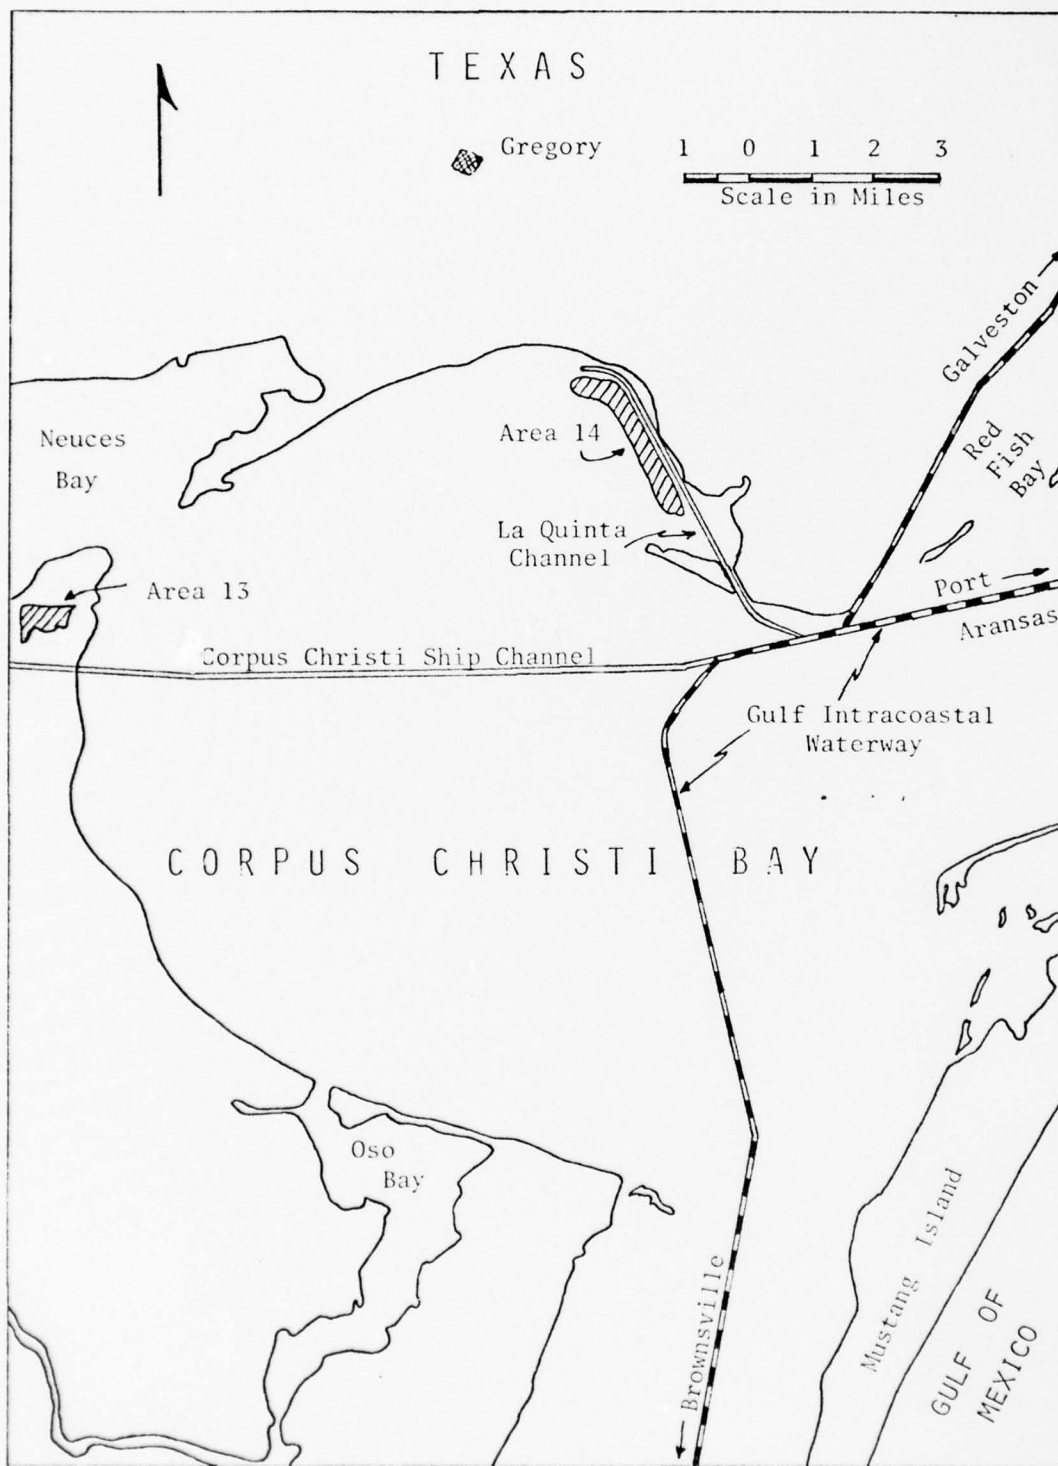 TEXAS
Gregory
1 0 1 2 3
Scale in Miles
Galveston
Neuces
Bay
Area 14
Red
Fish
Bay
La Quinta
Channel
Area 13
Port
Aransas
Corpus Christi Ship Channel
Gulf Intracoastal
Waterway
CORPUS CHRISTI BAY
Oso
Bay
Brownsville
Mustang Island
GULF OF
MEXICO